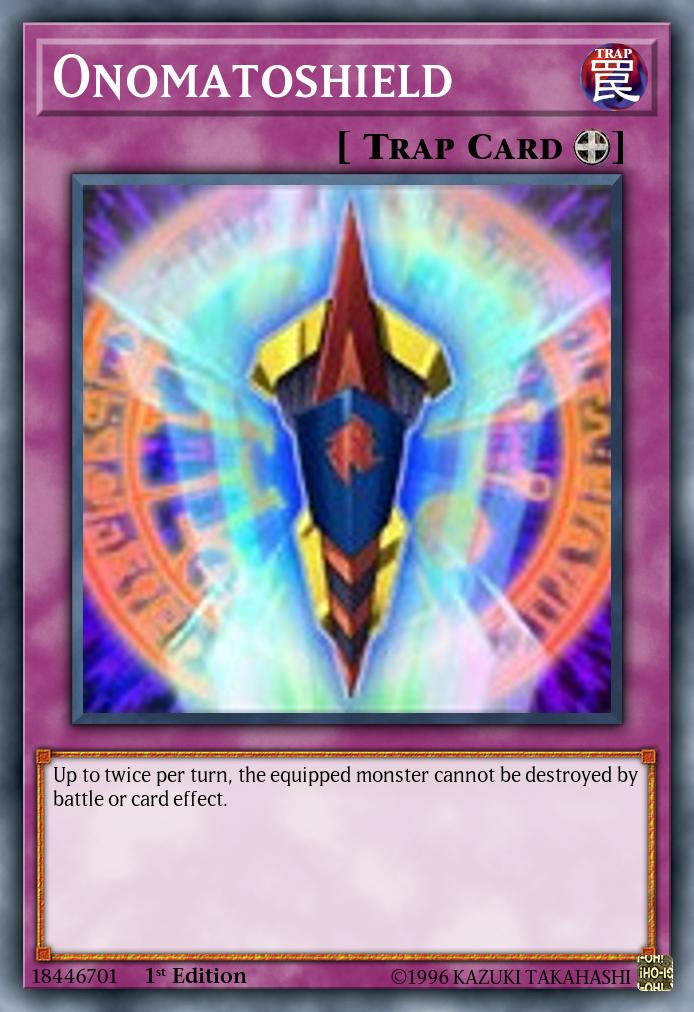 Onomatoshield
TRAP
罠
[ Trap Card ]
Up to twice per turn, the equipped monster cannot be destroyed by
battle or card effect.
18446701 1st Edition ©1996 KAZUKI TAKAHASHI